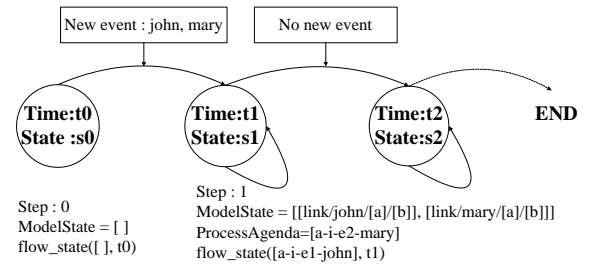 New event : john, mary
No new event
Time:t0
State :s0
Time:t1
State:s1
Time:t2
State:s2
END
Step : 0
ModelState = [ ]
flow_state([ ], t0)
Step : 1
ModelState = [[link/john/[a]/[b]], [link/mary/[a]/[b]]]
ProcessAgenda=[a-i-e2-mary]
flow_state([a-i-e1-john], t1)